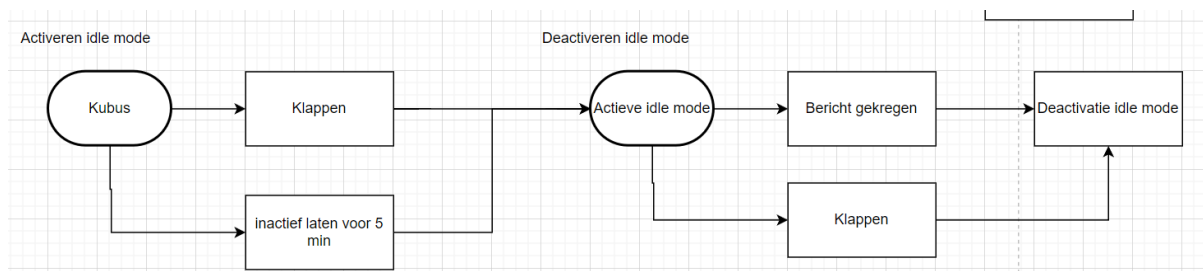 Activeren idle mode
Deactiveren idle mode
Kubus
Klappen
Actieve idle mode
Bericht gekregen
Deactivatie idle mode
inactief laten voor 5
min
Klappen